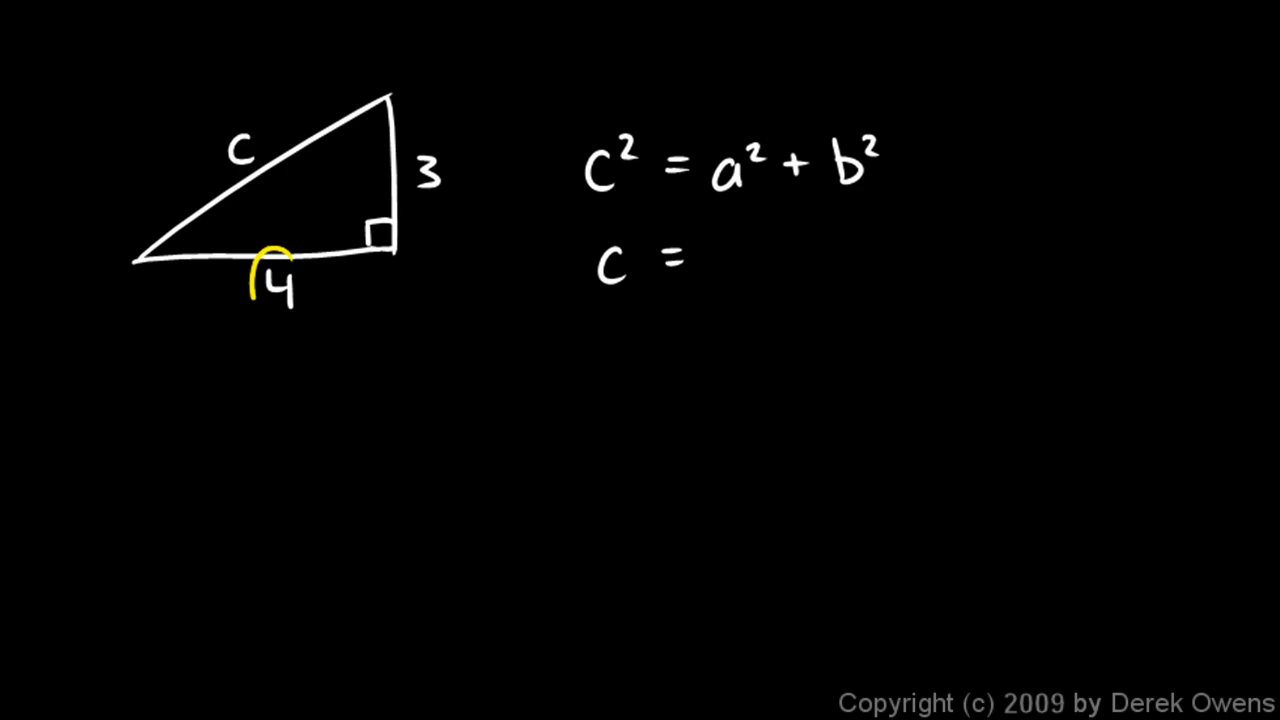 c
3
4
c² = a² + b²
c =
Copyright (c) 2009 by Derek Owens